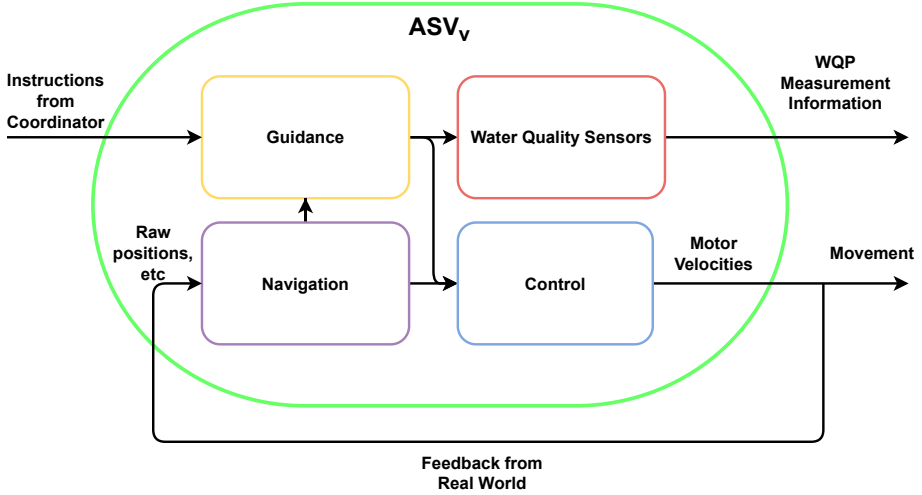 ASVv
Instructions
from
Coordinator
Guidance
Water Quality Sensors
WQP
Measurement
Information
Raw
positions,
etc
Navigation
Control
Motor
Velocities
Movement
Feedback from
Real World